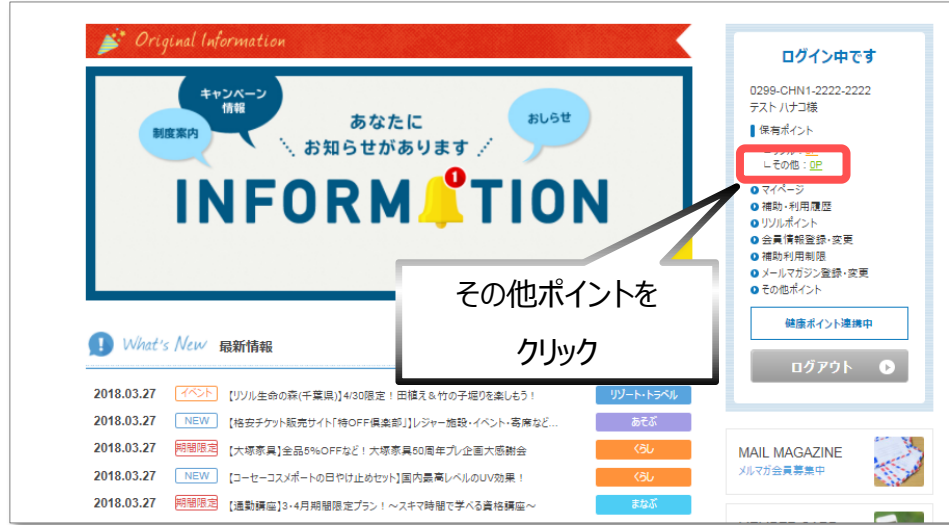 Original Information
キャンペーン
情報
制度案内
あなたに
お知らせがあります
おしらせ
INFORMATION
1
What's New 最新情報
2018.03.27 イベント 【リソル生命の森(千葉県)】4/30限定！田植え&竹の子堀りを楽しもう！ リゾート・トラベル
2018.03.27 NEW 【格安チケット販売サイト「特OFF倶楽部」】レジャー施設・イベント・寄席など... あそぶ
2018.03.27 期間限定 【大塚家具】全品5%OFFなど！大塚家具50周年プレ企画大感謝会 くらし
2018.03.27 NEW 【コーセーコスメポートの日やけ止めセット】国内最高レベルのUV効果！ くらし
2018.03.27 期間限定 【通勤講座】3・4月期間限定プラン！～スキマ時間で学べる資格講座～ まなぶ
その他ポイントを
クリック
ログイン中です
0299-CHN1-2222-2222
テスト ハナコ様
保有ポイント
∟その他：0P
マイページ
補助・利用履歴
リソルポイント
会員情報登録・変更
補助利用制限
メールマガジン登録・変更
その他ポイント
健康ポイント連携中
ログアウト
MAIL MAGAZINE
メルマガ会員募集中